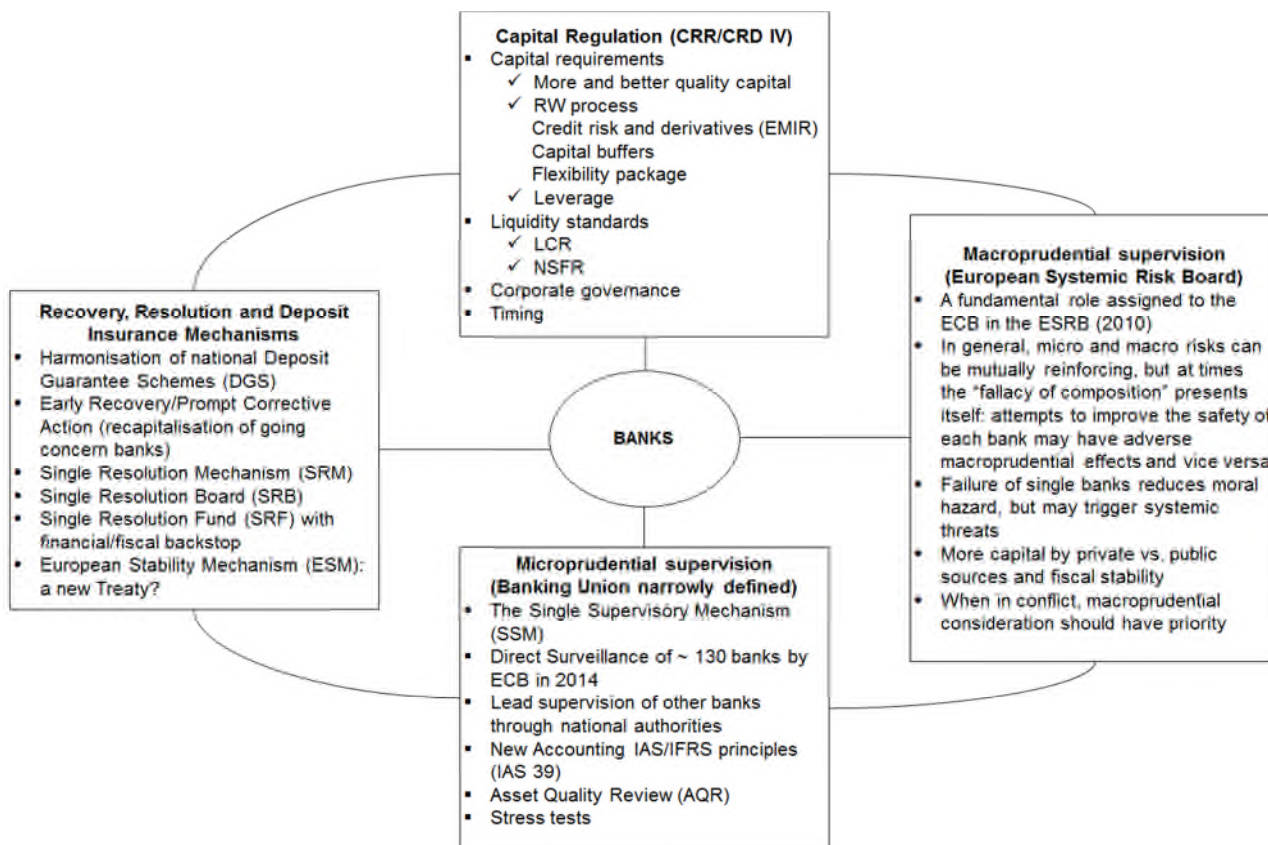 Capital Regulation (CRR/CRD IV)
▪ Capital requirements
✓ More and better quality capital
✓ RW process
Credit risk and derivatives (EMIR)
Capital buffers
Flexibility package
✓ Leverage
▪ Liquidity standards
✓ LCR
✓ NSFR
▪ Corporate governance
▪ Timing
Recovery, Resolution and Deposit
Insurance Mechanisms
▪ Harmonisation of national Deposit
Guarantee Schemes (DGS)
▪ Early Recovery/Prompt Corrective
Action (recapitalisation of going
concern banks)
▪ Single Resolution Mechanism (SRM)
▪ Single Resolution Board (SRB)
▪ Single Resolution Fund (SRF) with
financial/fiscal backstop
▪ European Stability Mechanism (ESM):
a new Treaty?
BANKS
Macroprudential supervision
(European Systemic Risk Board)
▪ A fundamental role assigned to the
ECB in the ESRB (2010)
▪ In general, micro and macro risks can
be mutually reinforcing, but at times
the “fallacy of composition” presents
itself: attempts to improve the safety of
each bank may have adverse
macroprudential effects and vice versa
▪ Failure of single banks reduces moral
hazard, but may trigger systemic
threats
▪ More capital by private vs. public
sources and fiscal stability
▪ When in conflict, macroprudential
consideration should have priority
Microprudential supervision
(Banking Union narrowly defined)
▪ The Single Supervisory Mechanism
(SSM)
▪ Direct Surveillance of ~ 130 banks by
ECB in 2014
▪ Lead supervision of other banks
through national authorities
▪ New Accounting IAS/IFRS principles
(IAS 39)
▪ Asset Quality Review (AQR)
▪ Stress tests